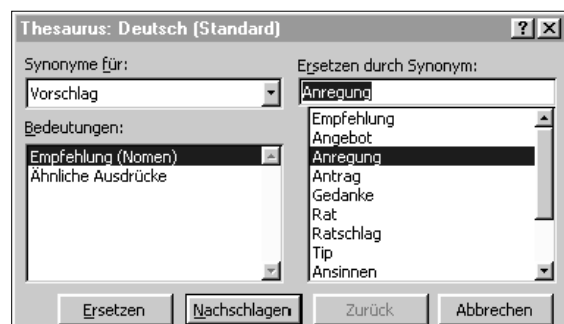 Thesaurus: Deutsch (Standard)
Synonyme für:
Vorschlag
Bedeutungen:
Empfehlung (Nomen)
Ähnliche Ausdrücke
Ersetzen durch Synonym:
Anregung
Empfehlung
Angebot
Anregung
Antrag
Gedanke
Rat
Ratschlag
Tip
Ansinnen
Ersetzen
Nachschlagen
Zurück
Abbrechen